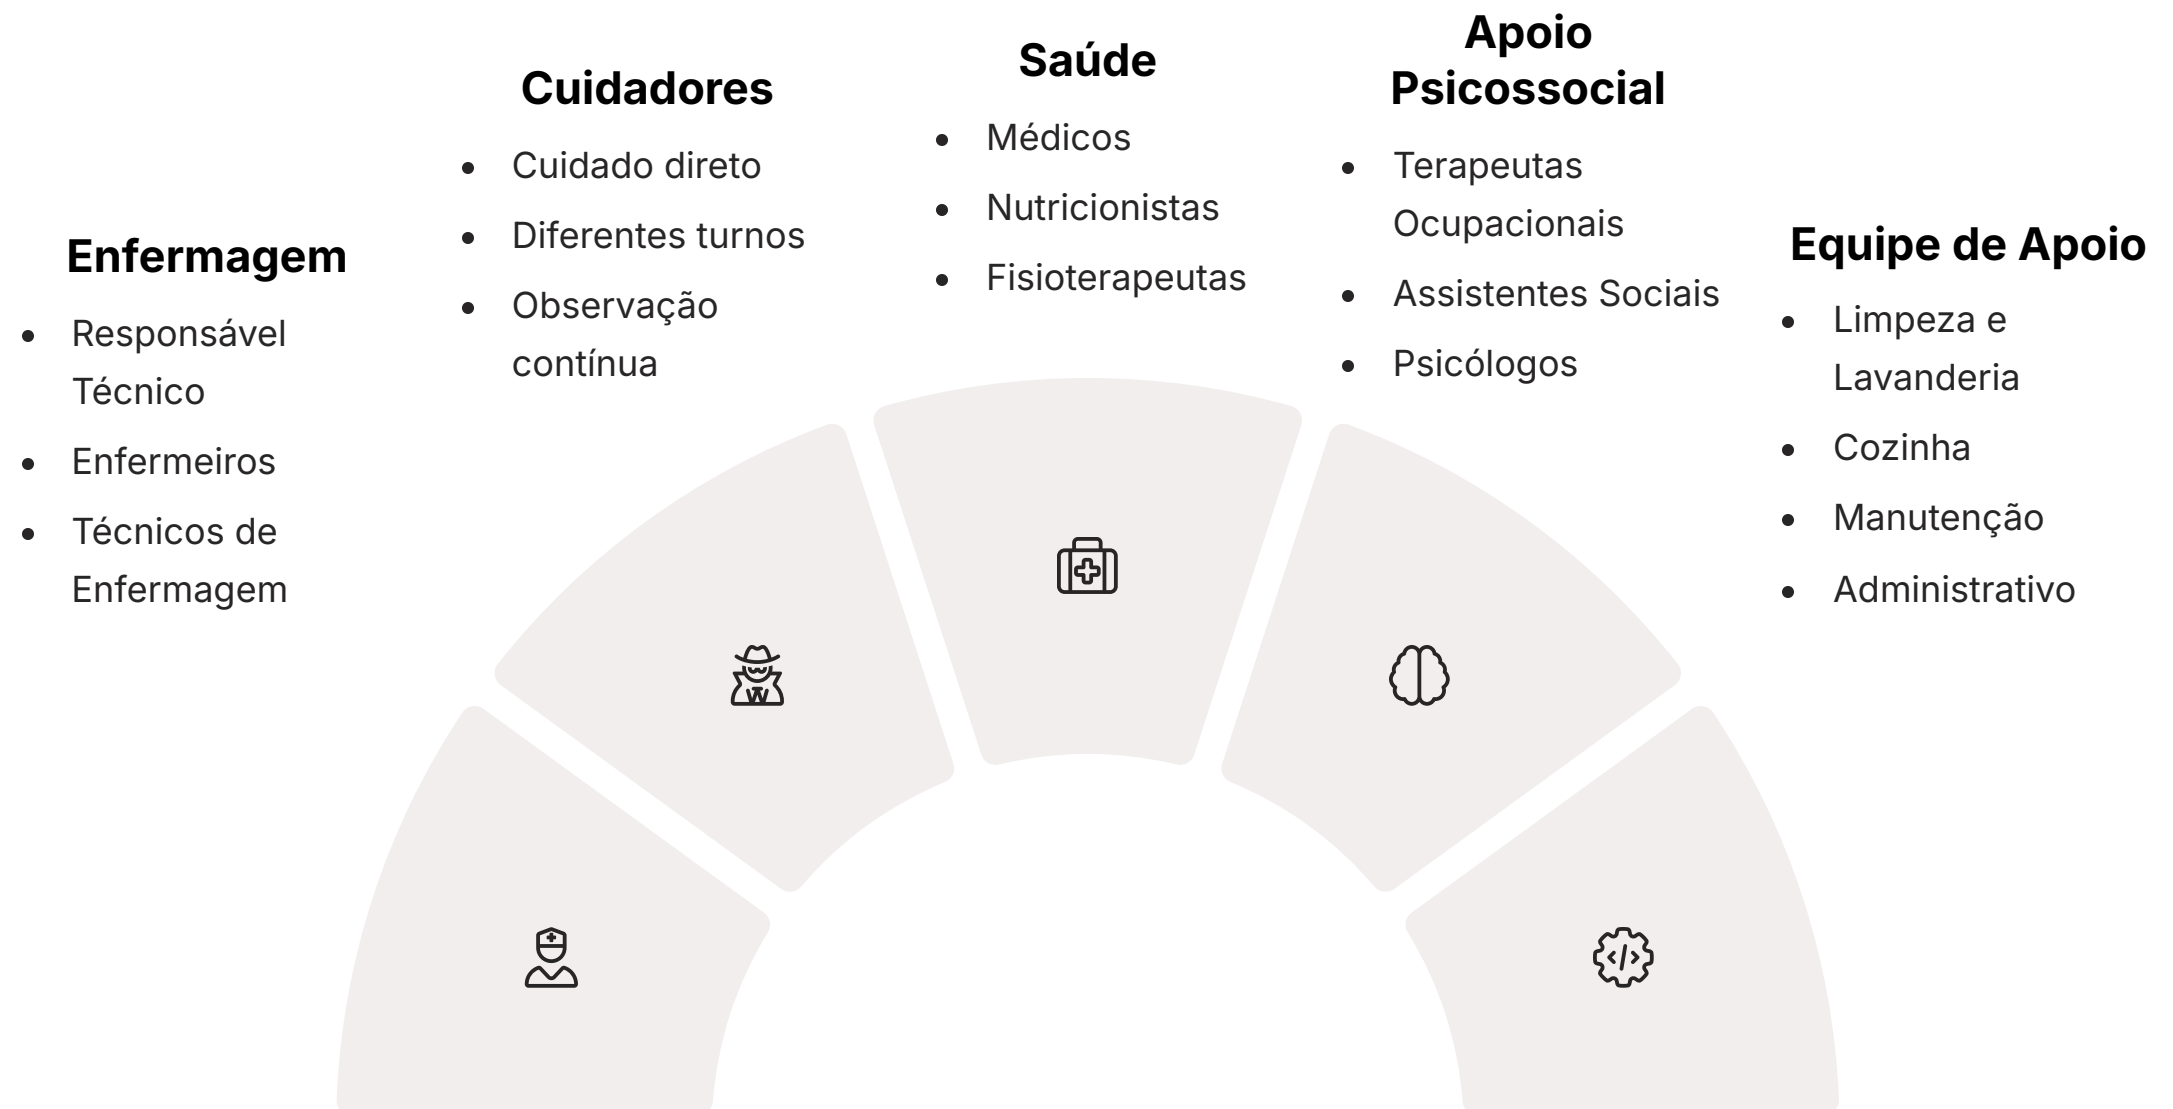 Enfermagem
• Responsável
Técnico
• Enfermeiros
• Técnicos de
Enfermagem
Cuidadores
• Cuidado direto
• Diferentes turnos
• Observação
contínua
Saúde
• Médicos
• Nutricionistas
• Fisioterapeutas
Apoio
Psicossocial
• Terapeutas
Ocupacionais
• Assistentes Sociais
• Psicólogos
Equipe de Apoio
• Limpeza e
Lavanderia
• Cozinha
• Manutenção
• Administrativo